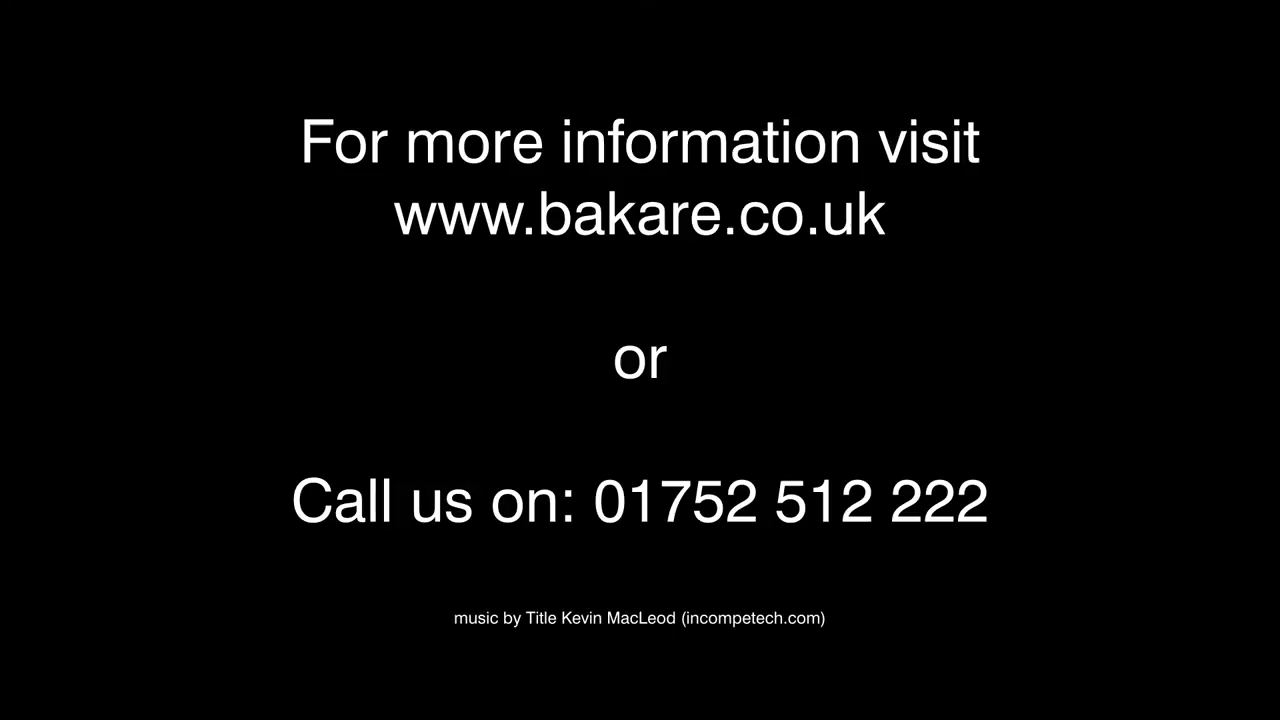 For more information visit
www.bakare.co.uk
or
Call us on: 01752 512 222
music by Title Kevin MacLeod (incompetech.com)